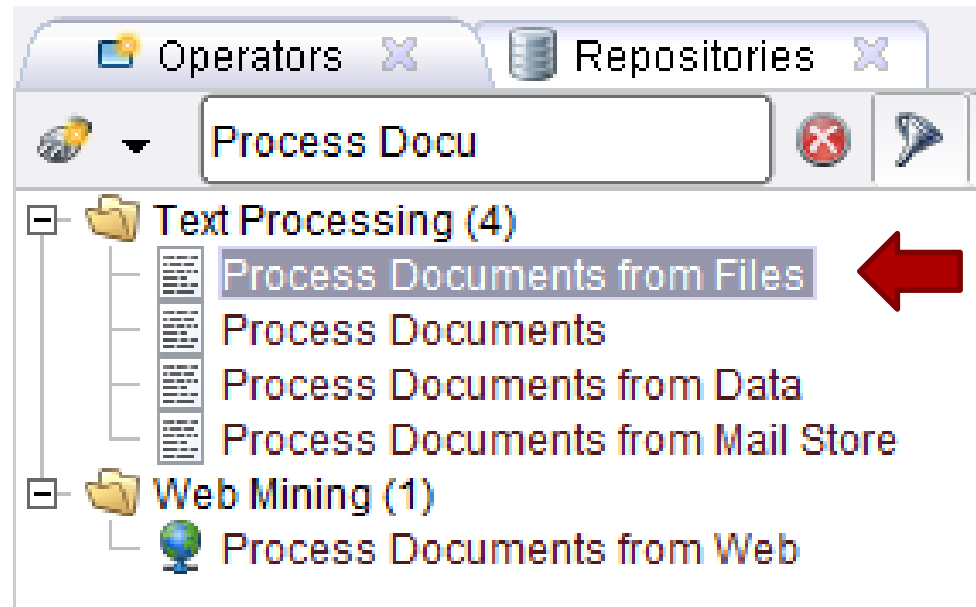 Operators Repositories
Process Docu
Text Processing (4)
Process Documents from Files
Process Documents
Process Documents from Data
Process Documents from Mail Store
Web Mining (1)
Process Documents from Web